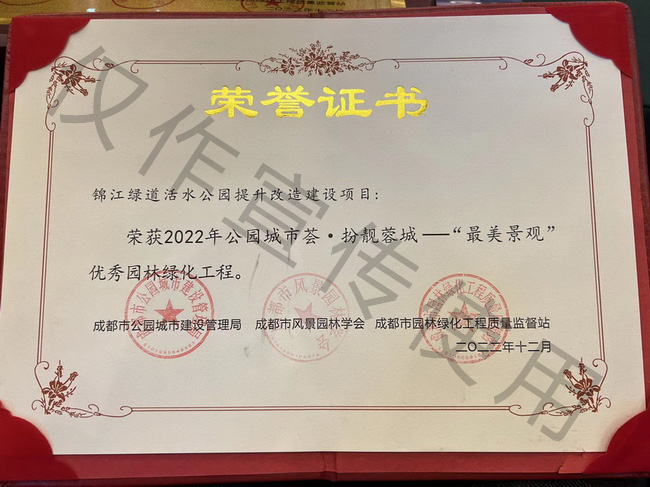 荣誉证书
锦江绿道活水公园提升改造建设项目：
荣获2022年公园城市荟·扮靓蓉城——“最美景观”
优秀园林绿化工程。
成都市公园城市建设管理局 成都市风景园林学会 成都市园林绿化工程质量监督站
二〇二二年十二月
仅作宣传使用